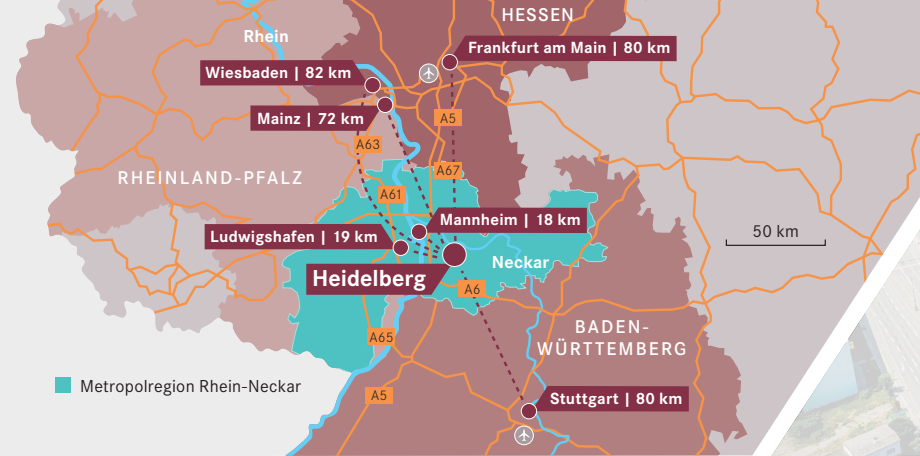 HESSEN
Rhein
Frankfurt am Main | 80 km
Wiesbaden | 82 km
Mainz | 72 km
A5
A63
A67
RHEINLAND-PFALZ
A61
Mannheim | 18 km
Ludwigshafen | 19 km
50 km
Neckar
Heidelberg
A6
BADEN-
WÜRTTEMBERG
A65
Metropolregion Rhein-Neckar
A5
Stuttgart | 80 km